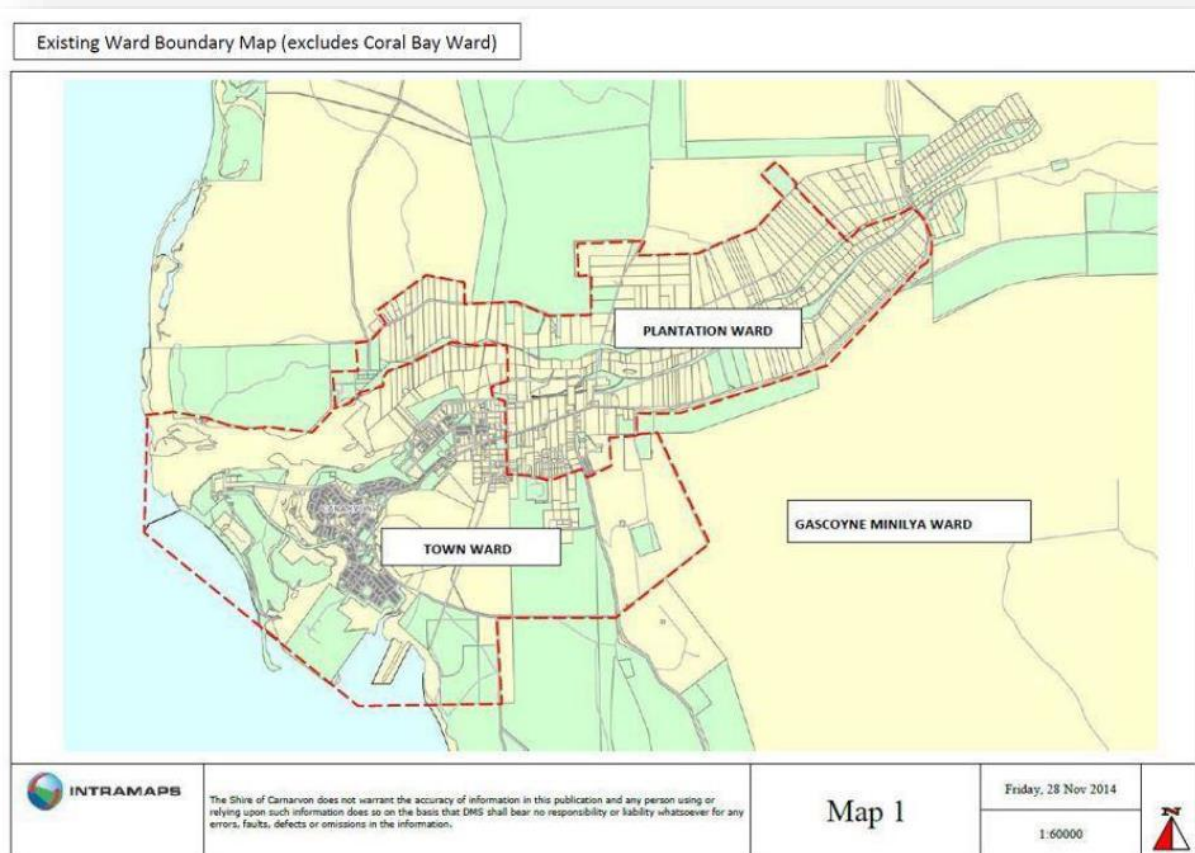 Existing Ward Boundary Map (excludes Coral Bay Ward)
PLANTATION WARD
GASCOYNE MINILYA WARD
CARNARVON
TOWN WARD
INTRAMAPS
The Shire of Carnarvon does not warrant the accuracy of information in this publication and any person using or
relying upon such information does so on the basis that DMS shall bear no responsibility or liability whatsoever for any
errors, faults, defects or omissions in the information.
Map 1
Friday, 28 Nov 2014
1:60000
N